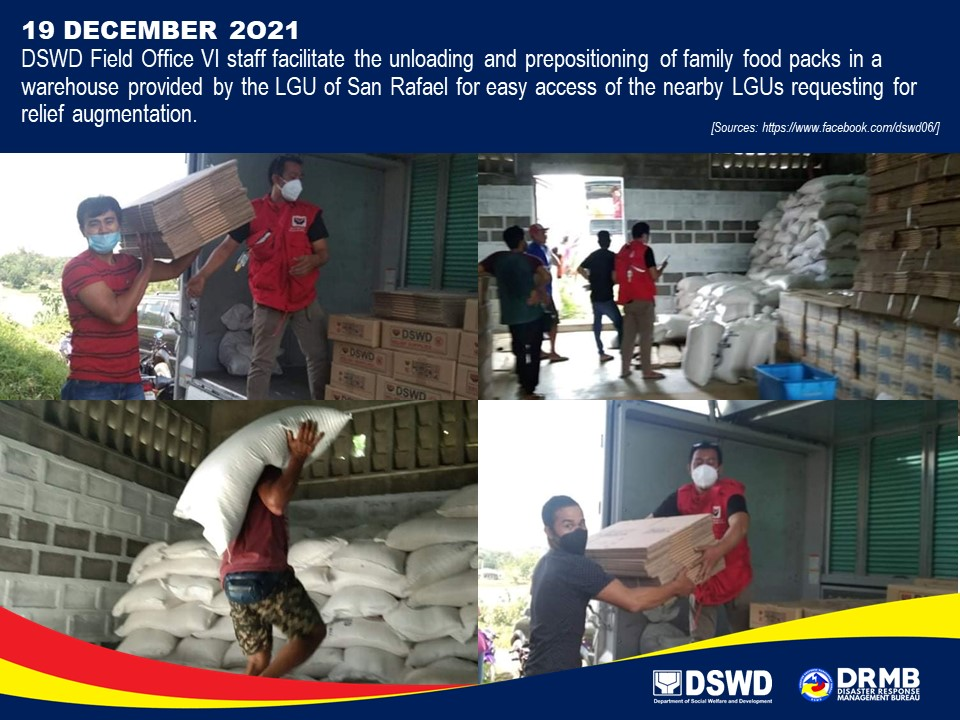 19 DECEMBER 2O21
DSWD Field Office VI staff facilitate the unloading and prepositioning of family food packs in a
warehouse provided by the LGU of San Rafael for easy access of the nearby LGUs requesting for
relief augmentation.
[Sources: https://www.facebook.com/dswd06/]
DSWD
DSWD
DSWD
DSWD
DSWD
Department of Social Welfare and Development
DRMB
DISASTER RESPONSE
MANAGEMENT BUREAU